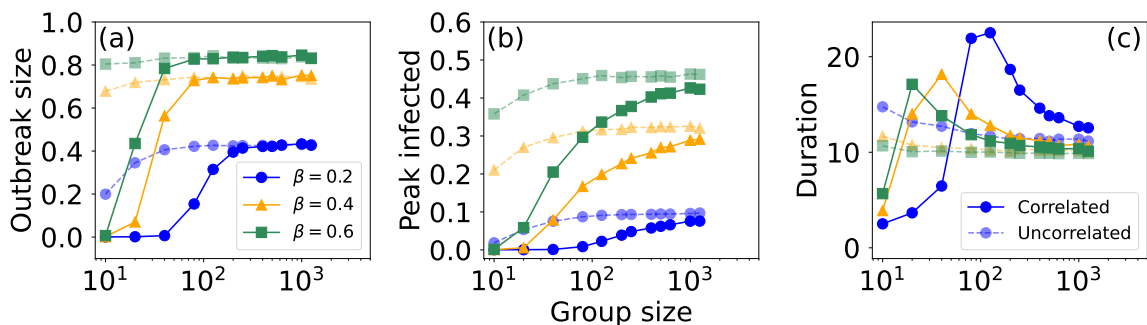 (a)
Outbreak size
1.0
0.8
0.6
0.4
0.2
0.0
β = 0.2
β = 0.4
β = 0.6
10¹ 10² 10³
(b)
Peak infected
0.6
0.5
0.4
0.3
0.2
0.1
0.0
10¹ 10² 10³
Group size
(c)
Duration
20
10
0
Correlated
Uncorrelated
10¹ 10² 10³